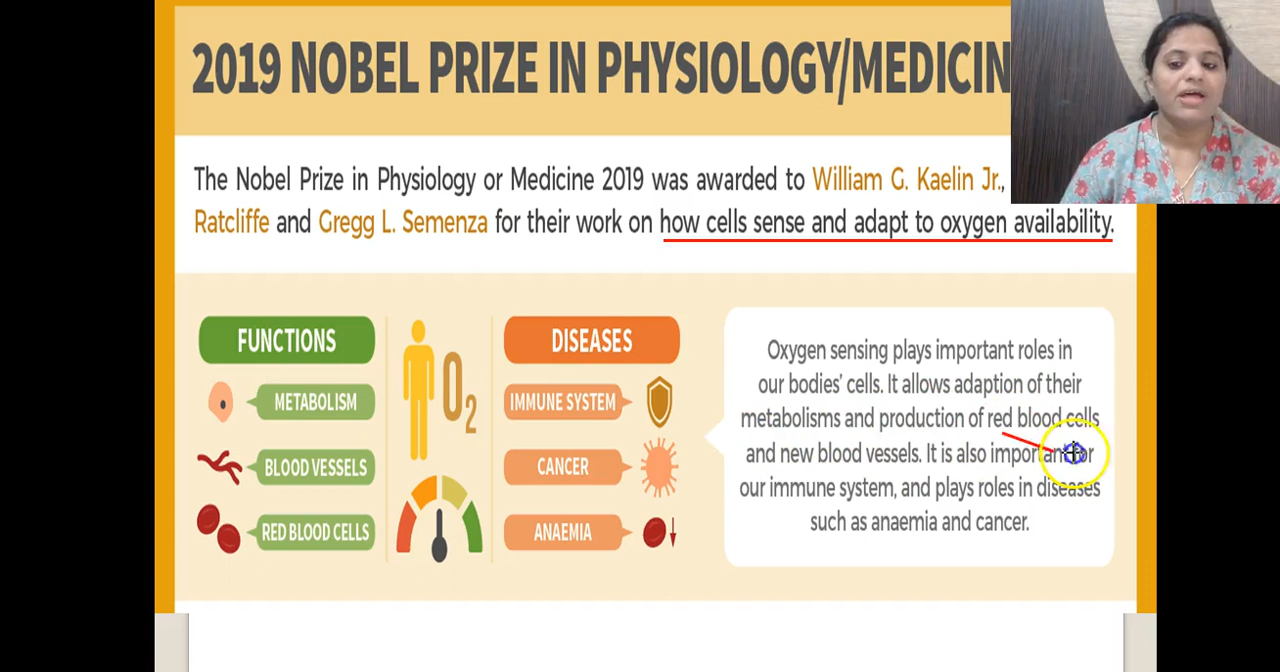 2019 NOBEL PRIZE IN PHYSIOLOGY/MEDICIN
The Nobel Prize in Physiology or Medicine 2019 was awarded to William G. Kaelin Jr.,
Ratcliffe and Gregg L. Semenza for their work on how cells sense and adapt to oxygen availability.
FUNCTIONS
METABOLISM
BLOOD VESSELS
RED BLOOD CELLS
O2
DISEASES
IMMUNE SYSTEM
CANCER
ANAEMIA
Oxygen sensing plays important roles in
our bodies' cells. It allows adaption of their
metabolisms and production of red blood cells
and new blood vessels. It is also important for
our immune system, and plays roles in diseases
such as anaemia and cancer.